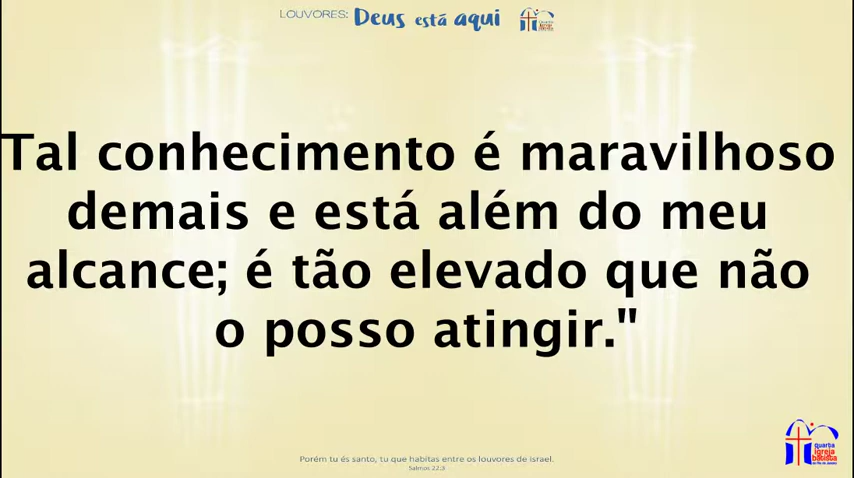 LOUVORES: Deus está aqui
Tal conhecimento é maravilhoso
demais e está além do meu
alcance; é tão elevado que não
o posso atingir."
quarta
igreja
batista
Porém tu és santo, tu que habitas entre os louvores de Israel.
Salmos 22:3